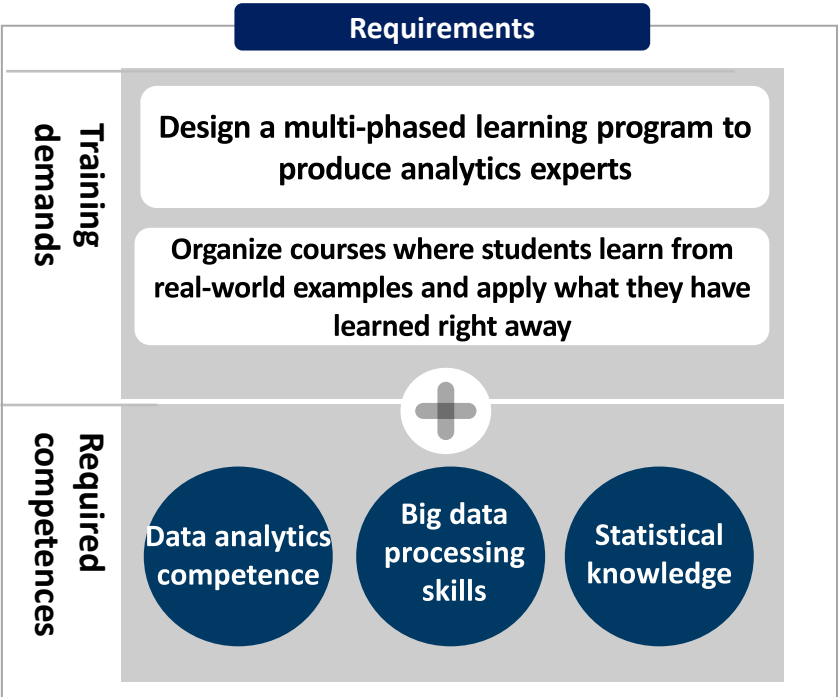 Requirements
Training
demands
Design a multi-phased learning program to
produce analytics experts
Organize courses where students learn from
real-world examples and apply what they have
learned right away
Required
competences
Data analytics
competence
Big data
processing
skills
Statistical
knowledge